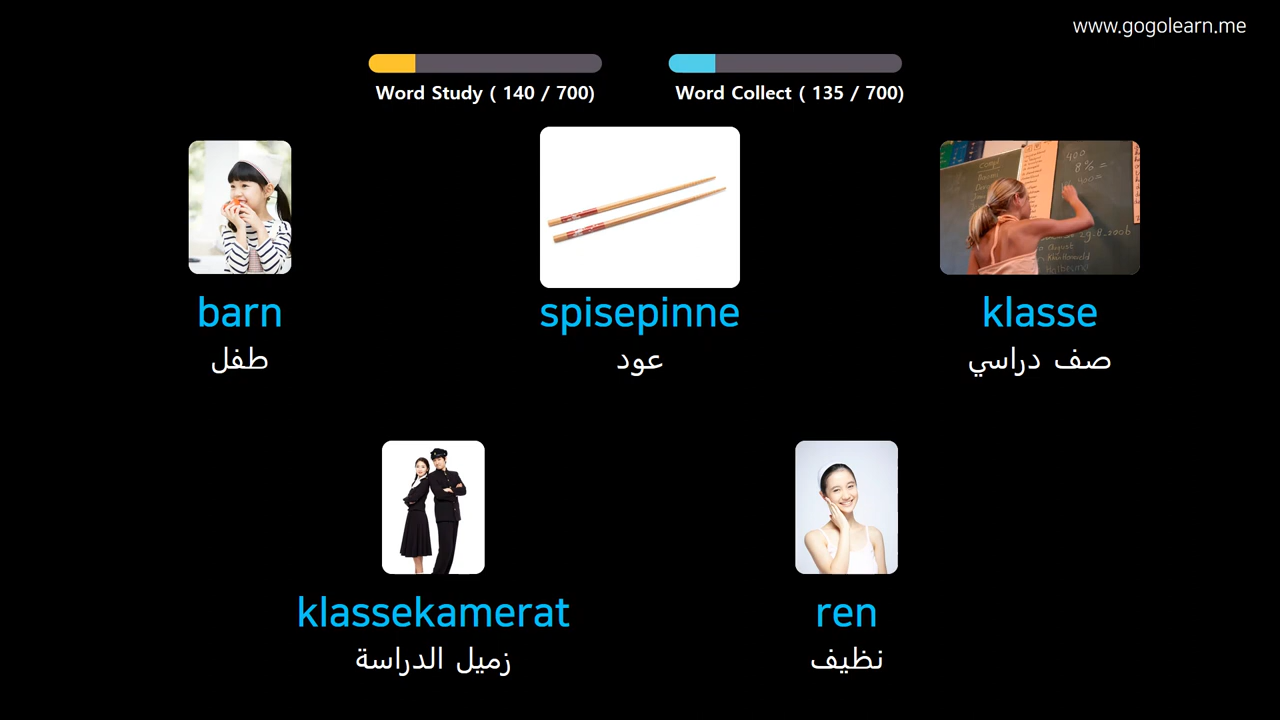 www.gogolearn.me
Word Study ( 140 / 700)
Word Collect ( 135 / 700)
barn
spisepinne
klasse
طفل
عود
صف دراسي
klassekamerat
ren
زميل الدراسة
نظيف